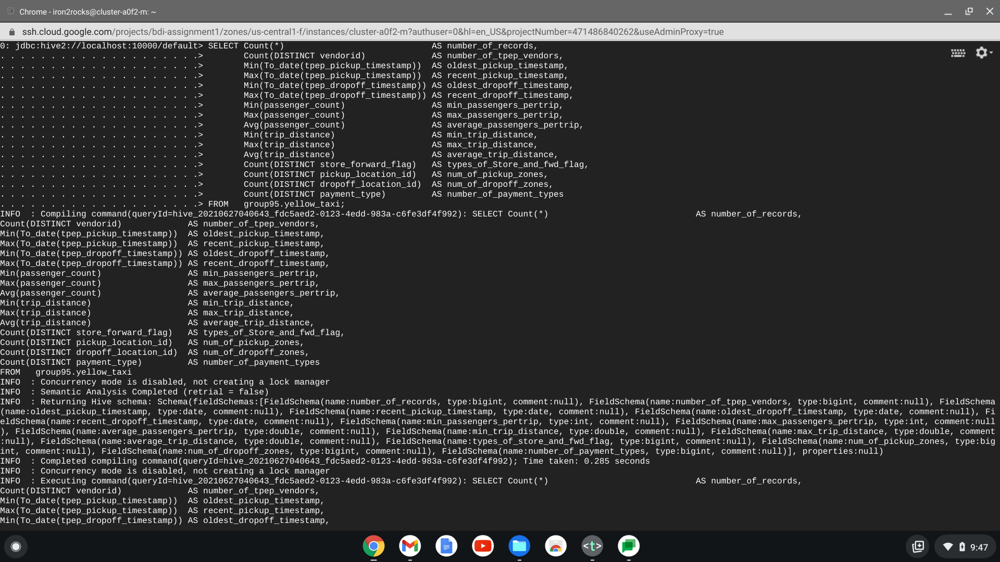 Chrome - iron2rocks@cluster-a0f2-m: ~
ssh.cloud.google.com/projects/bdi-assignment1/zones/us-central1-f/instances/cluster-a0f2-m?authuser=0&hl=en_US&projectNumber=471486840262&useAdminProxy=true
0: jdbc:hive2://localhost:10000/default> SELECT Count(*)                             AS number_of_records,
. . . . . . . . . . . . . . . . . . . .>        Count(DISTINCT vendorid)             AS number_of_tpep_vendors,
. . . . . . . . . . . . . . . . . . . .>        Min(To_date(tpep_pickup_timestamp))  AS oldest_pickup_timestamp,
. . . . . . . . . . . . . . . . . . . .>        Max(To_date(tpep_pickup_timestamp))  AS recent_pickup_timestamp,
. . . . . . . . . . . . . . . . . . . .>        Min(To_date(tpep_dropoff_timestamp)) AS oldest_dropoff_timestamp,
. . . . . . . . . . . . . . . . . . . .>        Max(To_date(tpep_dropoff_timestamp)) AS recent_dropoff_timestamp,
. . . . . . . . . . . . . . . . . . . .>        Min(passenger_count)                 AS min_passengers_pertrip,
. . . . . . . . . . . . . . . . . . . .>        Max(passenger_count)                 AS max_passengers_pertrip,
. . . . . . . . . . . . . . . . . . . .>        Avg(passenger_count)                 AS average_passengers_pertrip,
. . . . . . . . . . . . . . . . . . . .>        Min(trip_distance)                   AS min_trip_distance,
. . . . . . . . . . . . . . . . . . . .>        Max(trip_distance)                   AS max_trip_distance,
. . . . . . . . . . . . . . . . . . . .>        Avg(trip_distance)                   AS average_trip_distance,
. . . . . . . . . . . . . . . . . . . .>        Count(DISTINCT store_forward_flag)   AS types_of_Store_and_fwd_flag,
. . . . . . . . . . . . . . . . . . . .>        Count(DISTINCT pickup_location_id)   AS num_of_pickup_zones,
. . . . . . . . . . . . . . . . . . . .>        Count(DISTINCT dropoff_location_id)  AS num_of_dropoff_zones,
. . . . . . . . . . . . . . . . . . . .>        Count(DISTINCT payment_type)         AS number_of_payment_types
. . . . . . . . . . . . . . . . . . . .> FROM   group95.yellow_taxi;
INFO  : Compiling command(queryId=hive_20210627040643_fdc5aed2-0123-4edd-983a-c6fe3df4f992): SELECT Count(*)                             AS number_of_records,
Count(DISTINCT vendorid)             AS number_of_tpep_vendors,
Min(To_date(tpep_pickup_timestamp))  AS oldest_pickup_timestamp,
Max(To_date(tpep_pickup_timestamp))  AS recent_pickup_timestamp,
Min(To_date(tpep_dropoff_timestamp)) AS oldest_dropoff_timestamp,
Max(To_date(tpep_dropoff_timestamp)) AS recent_dropoff_timestamp,
Min(passenger_count)                 AS min_passengers_pertrip,
Max(passenger_count)                 AS max_passengers_pertrip,
Avg(passenger_count)                 AS average_passengers_pertrip,
Min(trip_distance)                   AS min_trip_distance,
Max(trip_distance)                   AS max_trip_distance,
Avg(trip_distance)                   AS average_trip_distance,
Count(DISTINCT store_forward_flag)   AS types_of_Store_and_fwd_flag,
Count(DISTINCT pickup_location_id)   AS num_of_pickup_zones,
Count(DISTINCT dropoff_location_id)  AS num_of_dropoff_zones,
Count(DISTINCT payment_type)         AS number_of_payment_types
FROM   group95.yellow_taxi
INFO  : Concurrency mode is disabled, not creating a lock manager
INFO  : Semantic Analysis Completed (retrial = false)
INFO  : Returning Hive schema: Schema(fieldSchemas:[FieldSchema(name:number_of_records, type:bigint, comment:null), FieldSchema(name:number_of_tpep_vendors, type:bigint, comment:null), FieldSchema
(name:oldest_pickup_timestamp, type:date, comment:null), FieldSchema(name:recent_pickup_timestamp, type:date, comment:null), FieldSchema(name:oldest_dropoff_timestamp, type:date, comment:null), Fi
eldSchema(name:recent_dropoff_timestamp, type:date, comment:null), FieldSchema(name:min_passengers_pertrip, type:int, comment:null), FieldSchema(name:max_passengers_pertrip, type:int, comment:null
), FieldSchema(name:average_passengers_pertrip, type:double, comment:null), FieldSchema(name:min_trip_distance, type:double, comment:null), FieldSchema(name:max_trip_distance, type:double, comment
:null), FieldSchema(name:average_trip_distance, type:double, comment:null), FieldSchema(name:types_of_store_and_fwd_flag, type:bigint, comment:null), FieldSchema(name:num_of_pickup_zones, type:big
int, comment:null), FieldSchema(name:num_of_dropoff_zones, type:bigint, comment:null), FieldSchema(name:number_of_payment_types, type:bigint, comment:null)], properties:null)
INFO  : Completed compiling command(queryId=hive_20210627040643_fdc5aed2-0123-4edd-983a-c6fe3df4f992); Time taken: 0.285 seconds
INFO  : Concurrency mode is disabled, not creating a lock manager
INFO  : Executing command(queryId=hive_20210627040643_fdc5aed2-0123-4edd-983a-c6fe3df4f992): SELECT Count(*)                             AS number_of_records,
Count(DISTINCT vendorid)             AS number_of_tpep_vendors,
Min(To_date(tpep_pickup_timestamp))  AS oldest_pickup_timestamp,
Max(To_date(tpep_pickup_timestamp))  AS recent_pickup_timestamp,
Min(To_date(tpep_dropoff_timestamp)) AS oldest_dropoff_timestamp,
<t>
9:47